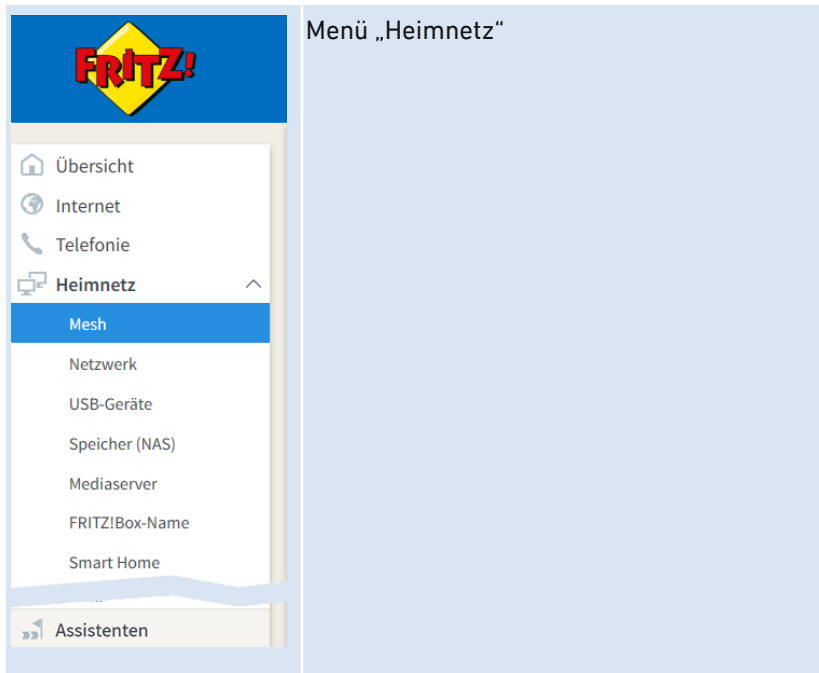 FRITZ!
Menü „Heimnetz“
Übersicht
Internet
Telefonie
Heimnetz
Mesh
Netzwerk
USB-Geräte
Speicher (NAS)
Mediaserver
FRITZ!Box-Name
Smart Home
Assistenten